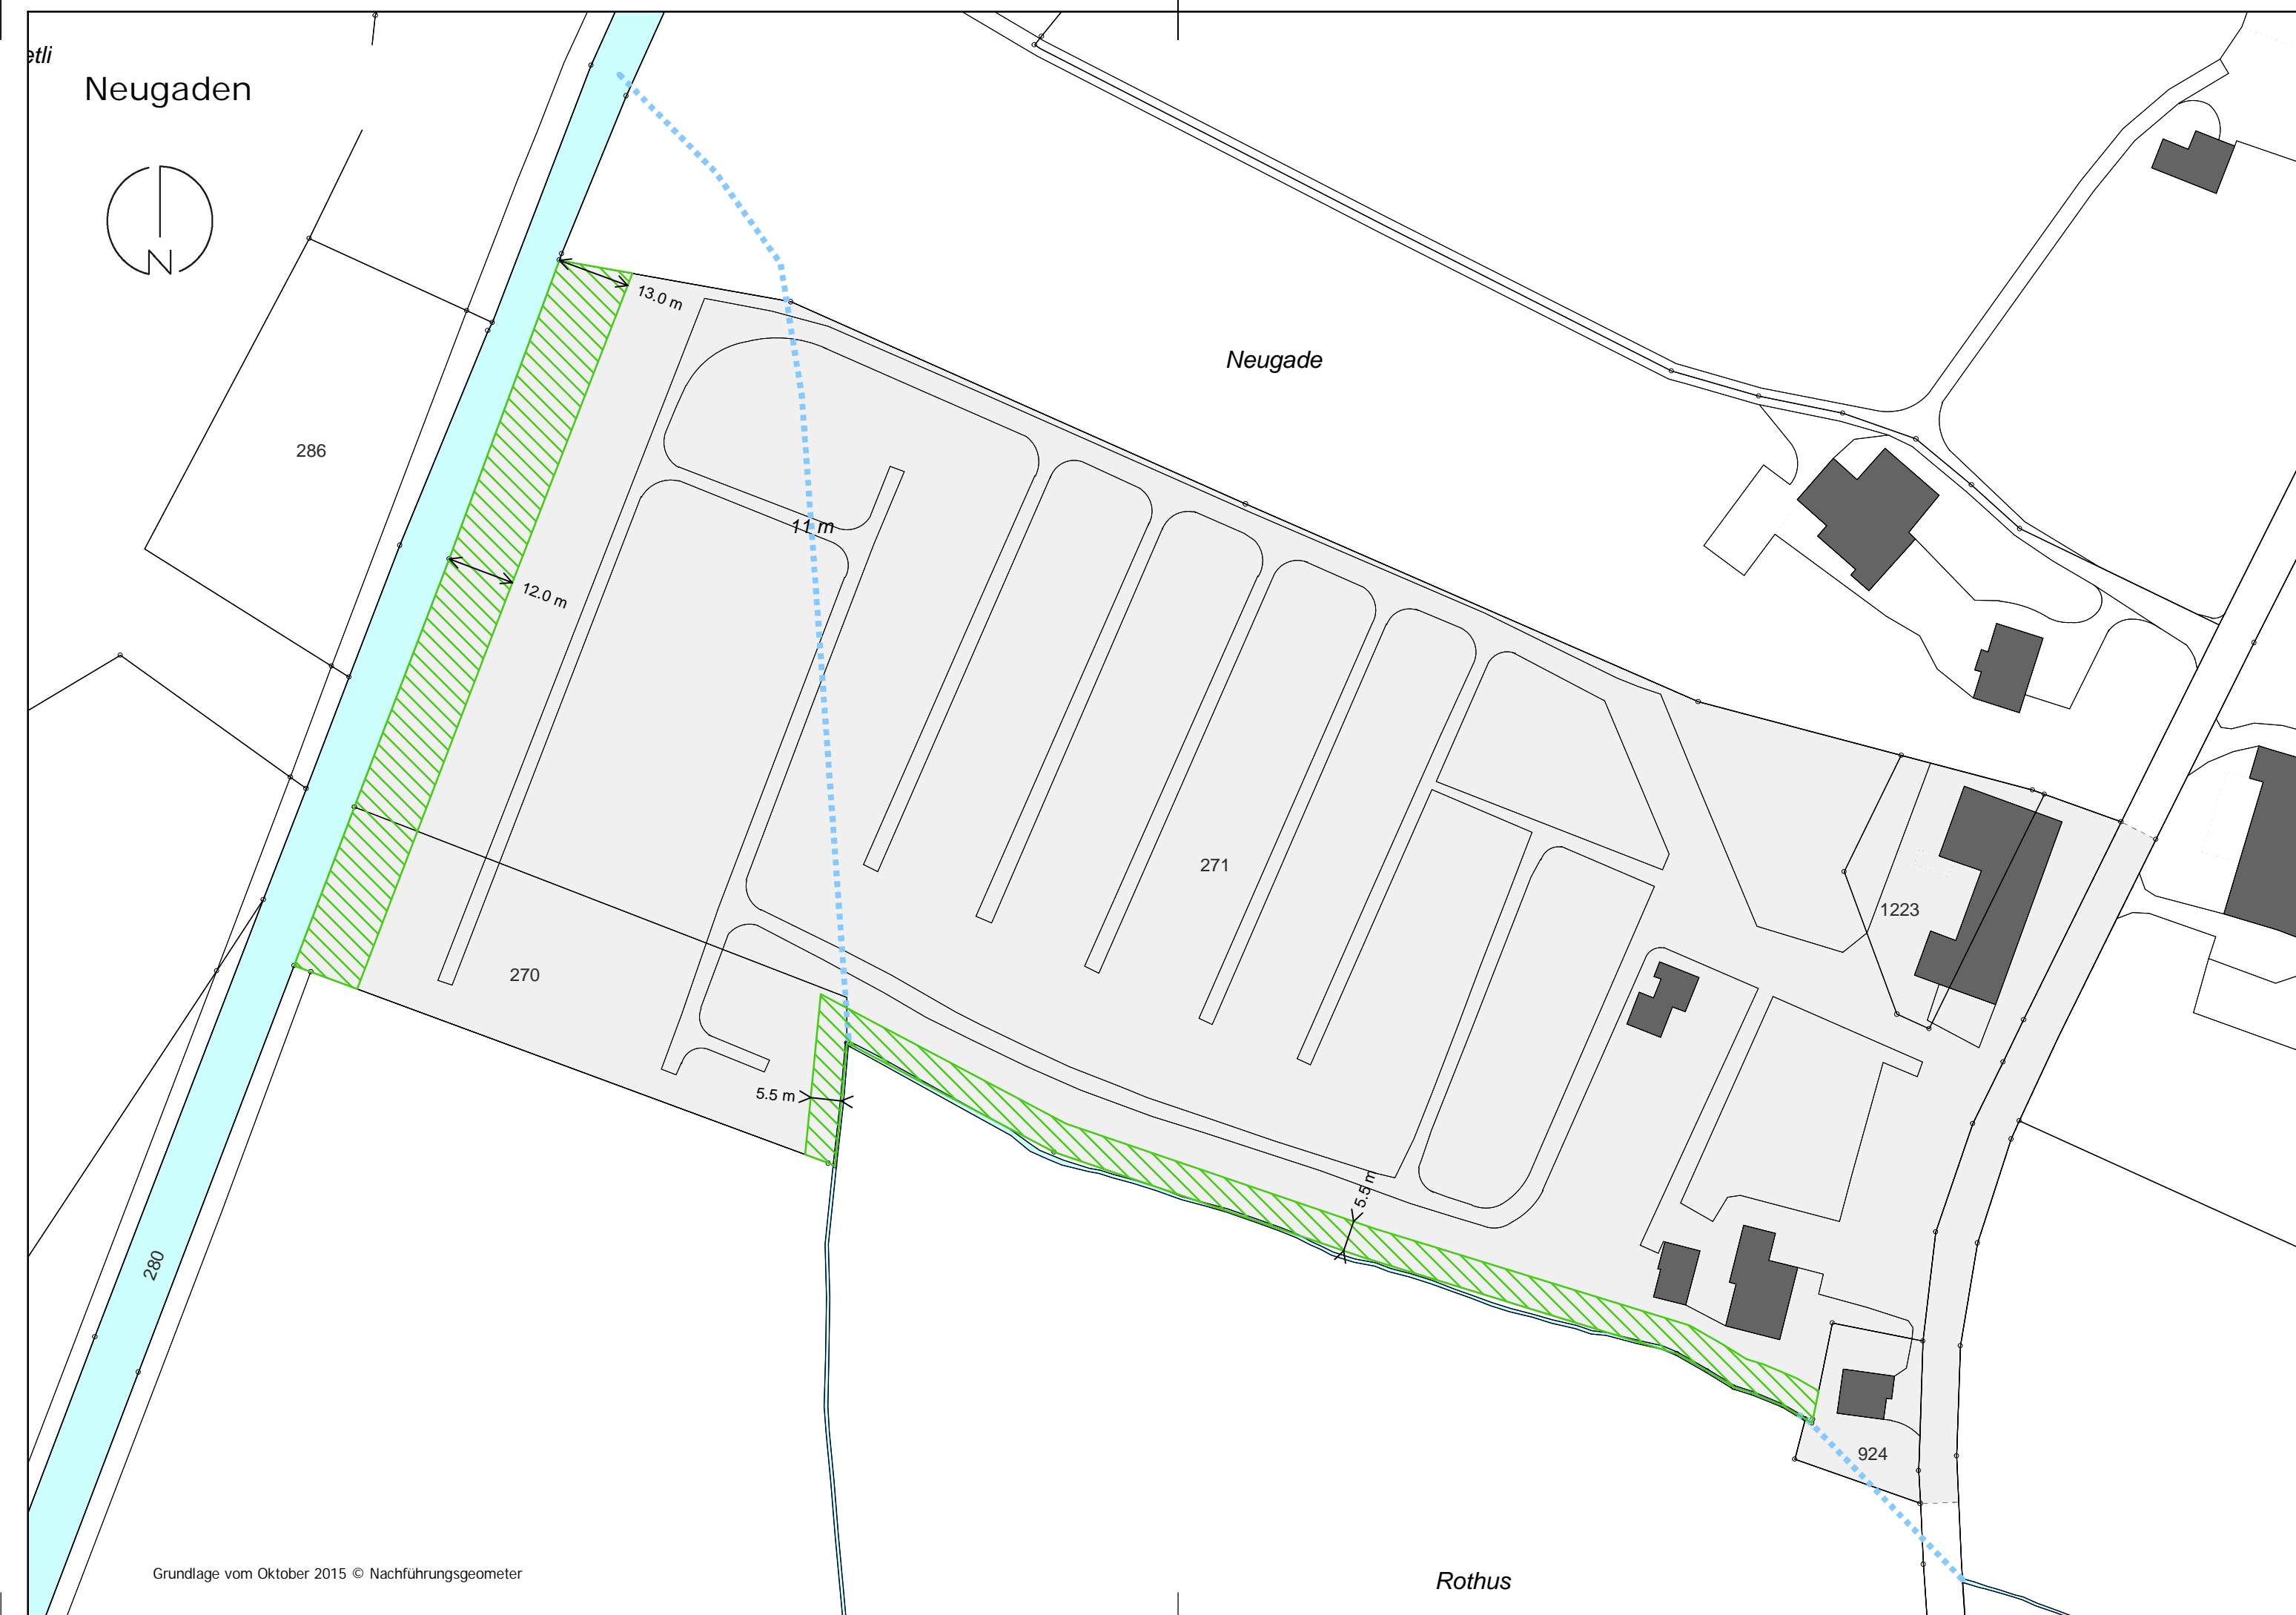 etli
Neugaden
N
13.0 m
Neugade
286
11 m
12.0 m
271
1223
270
5.5 m
5.5 m
280
924
Grundlage vom Oktober 2015 © Nachführungsgeometer
Rothus